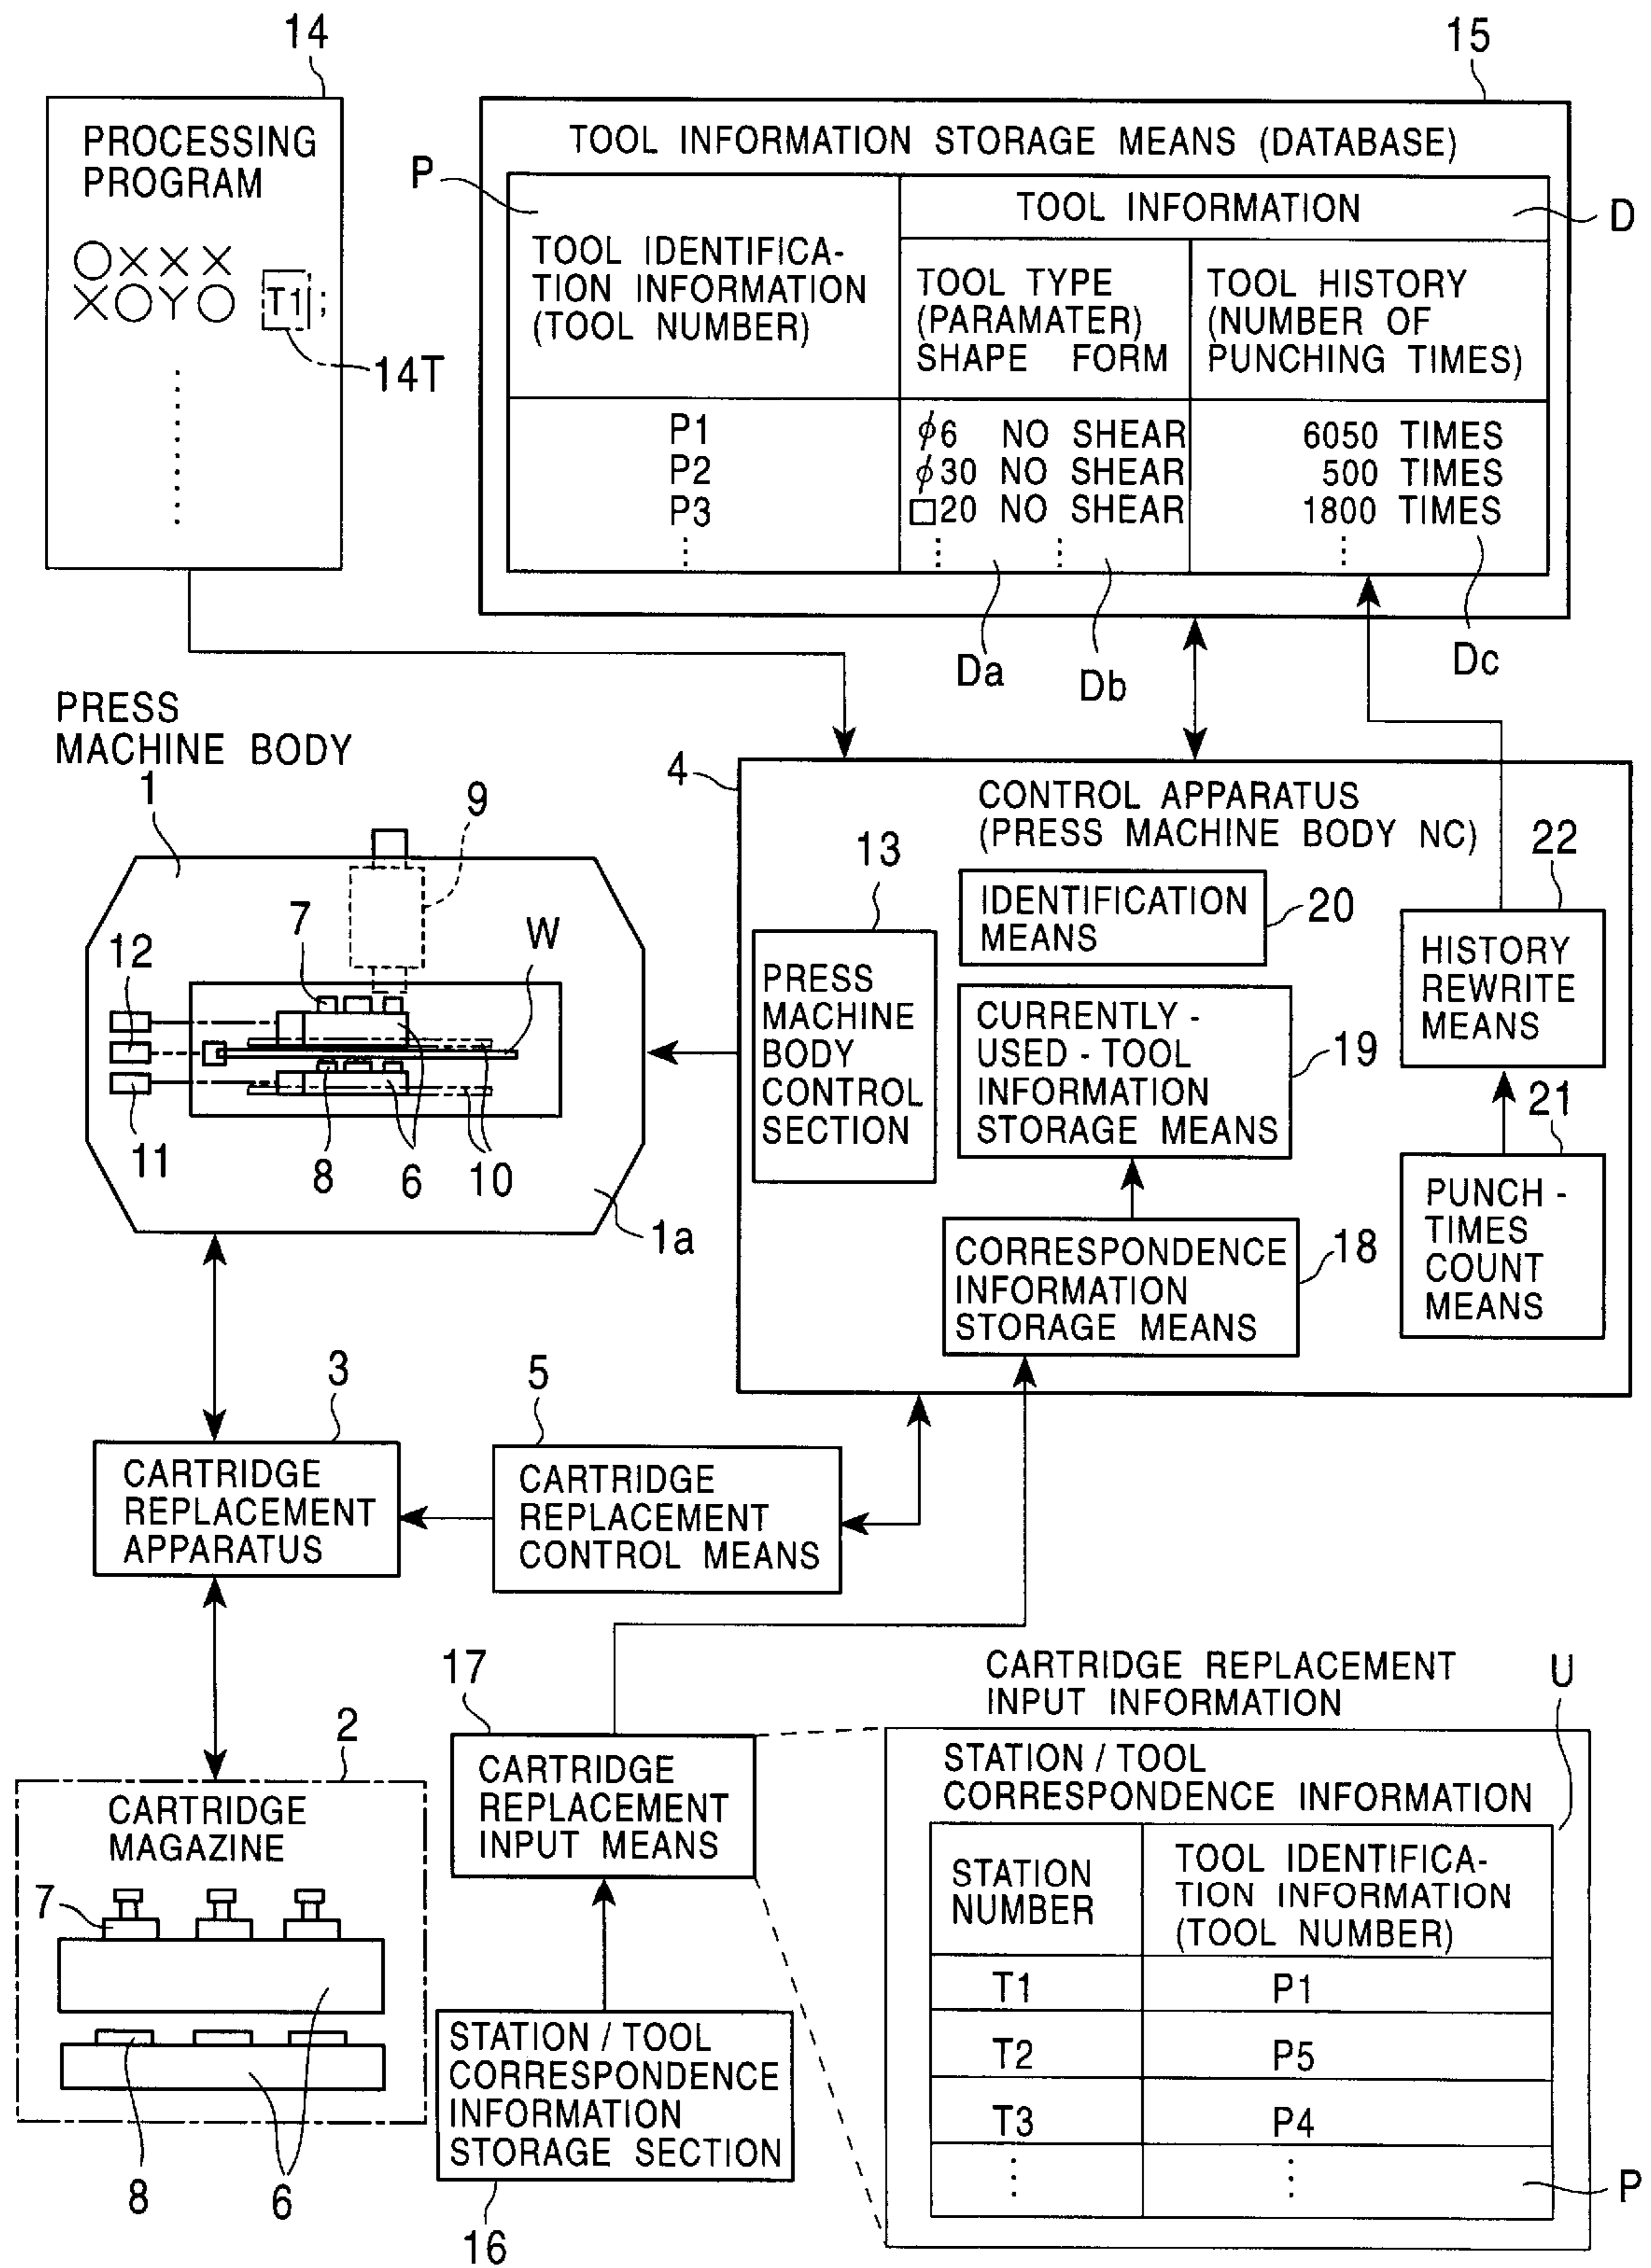 14
PROCESSING
PROGRAM
○×××
×○Y○ T1;
14T
15
TOOL INFORMATION STORAGE MEANS (DATABASE)
P
TOOL INFORMATION
D
TOOL IDENTIFICA-
TION INFORMATION
(TOOL NUMBER)
TOOL TYPE
(PARAMATER)
SHAPE FORM
TOOL HISTORY
(NUMBER OF
PUNCHING TIMES)
P1 ϕ6 NO SHEAR 6050 TIMES
P2 ϕ30 NO SHEAR 500 TIMES
P3 □20 NO SHEAR 1800 TIMES
Da
Db
Dc
PRESS
MACHINE BODY
1
9
7
W
12
11
8
6
10
1a
4
CONTROL APPARATUS
(PRESS MACHINE BODY NC)
13
PRESS
MACHINE
BODY
CONTROL
SECTION
IDENTIFICATION
MEANS
20
CURRENTLY -
USED - TOOL
INFORMATION
STORAGE MEANS
19
CORRESPONDENCE
INFORMATION
STORAGE MEANS
18
22
HISTORY
REWRITE
MEANS
21
PUNCH -
TIMES
COUNT
MEANS
3
CARTRIDGE
REPLACEMENT
APPARATUS
5
CARTRIDGE
REPLACEMENT
CONTROL MEANS
2
CARTRIDGE
MAGAZINE
7
8
6
17
CARTRIDGE
REPLACEMENT
INPUT MEANS
STATION / TOOL
CORRESPONDENCE
INFORMATION
STORAGE SECTION
16
CARTRIDGE REPLACEMENT
INPUT INFORMATION
U
STATION / TOOL
CORRESPONDENCE INFORMATION
STATION
NUMBER
TOOL IDENTIFICA-
TION INFORMATION
(TOOL NUMBER)
T1 P1
T2 P5
T3 P4
P